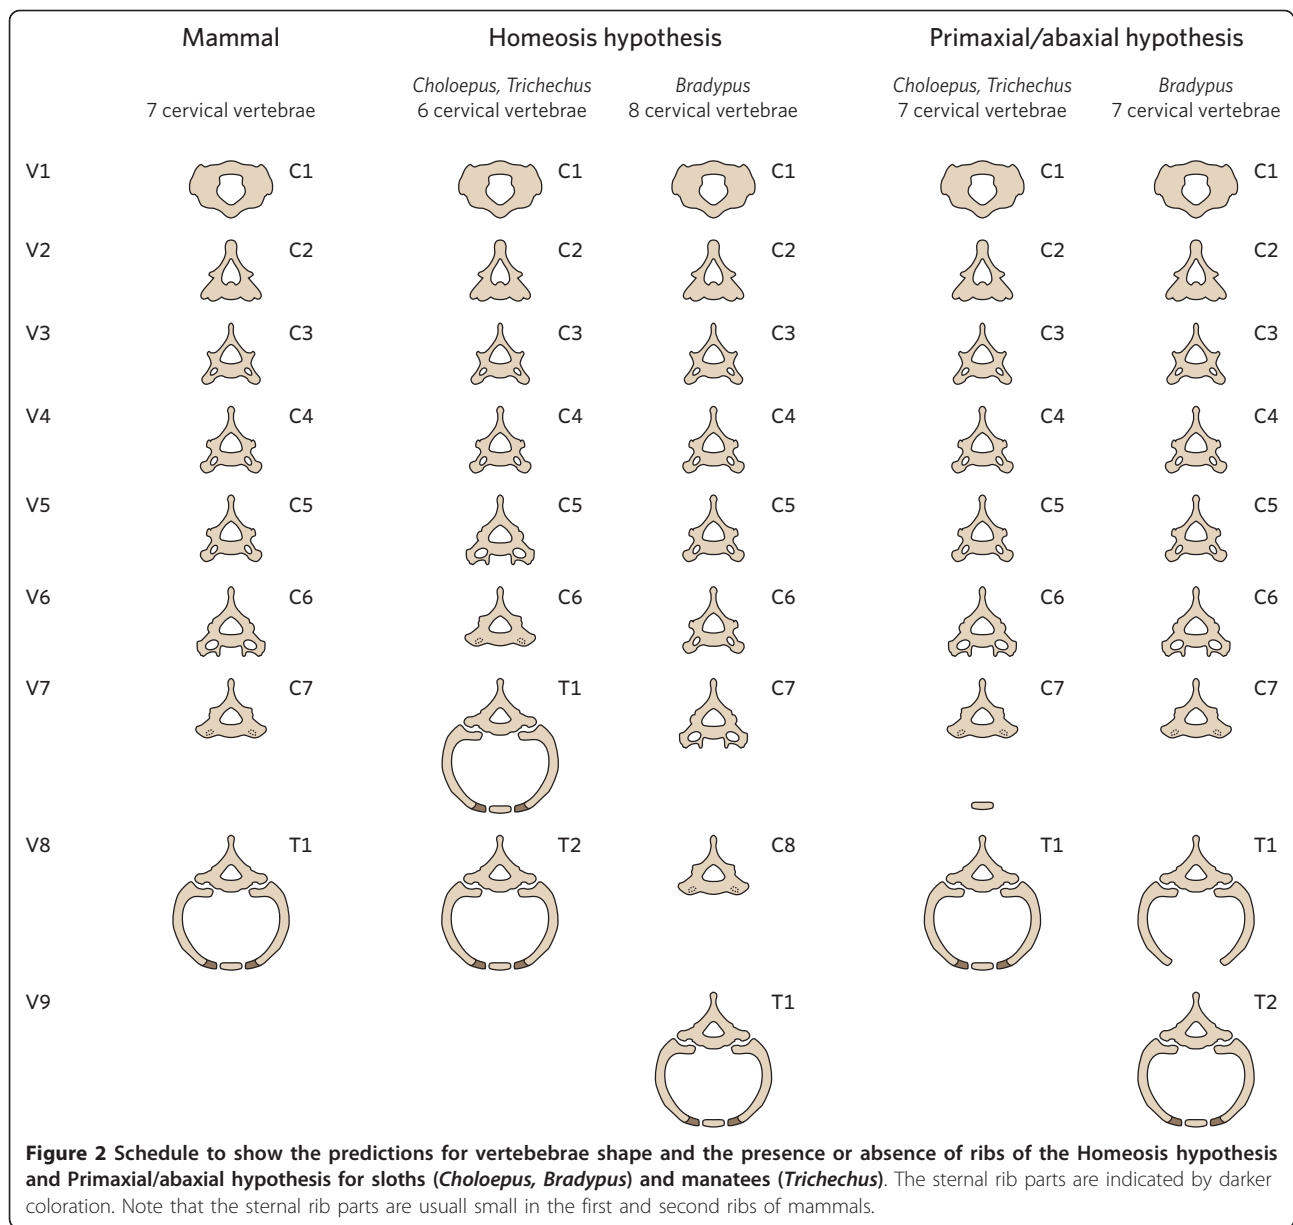 Mammal Homeosis hypothesis Primaxial/abaxial hypothesis
Choloepus, Trichechus Bradypus Choloepus, Trichechus Bradypus
7 cervical vertebrae 6 cervical vertebrae 8 cervical vertebrae 7 cervical vertebrae 7 cervical vertebrae
V1 C1 C1 C1 C1 C1
V2 C2 C2 C2 C2 C2
V3 C3 C3 C3 C3 C3
V4 C4 C4 C4 C4 C4
V5 C5 C5 C5 C5 C5
V6 C6 C6 C6 C6 C6
V7 C7 T1 C7 C7 C7
V8 T1 T2 C8 T1 T1
V9 T1 T2
Figure 2 Schedule to show the predictions for vertebebrae shape and the presence or absence of ribs of the Homeosis hypothesis
and Primaxial/abaxial hypothesis for sloths (Choloepus, Bradypus) and manatees (Trichechus). The sternal rib parts are indicated by darker
coloration. Note that the sternal rib parts are usuall small in the first and second ribs of mammals.